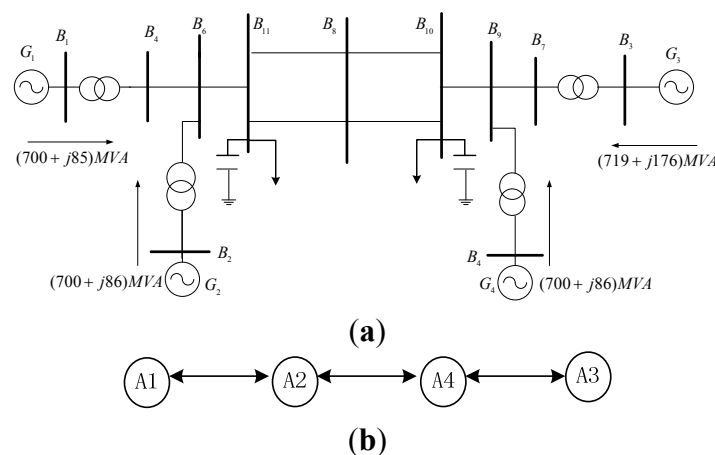 G1 B1 B4 B6 B11 B8 B10 B9 B7 B3 G3
(700 + j85)MVA
(719 + j176)MVA
B2 B4
(700 + j86)MVA G2 G4 (700 + j86)MVA
(a)
A1 A2 A4 A3
(b)